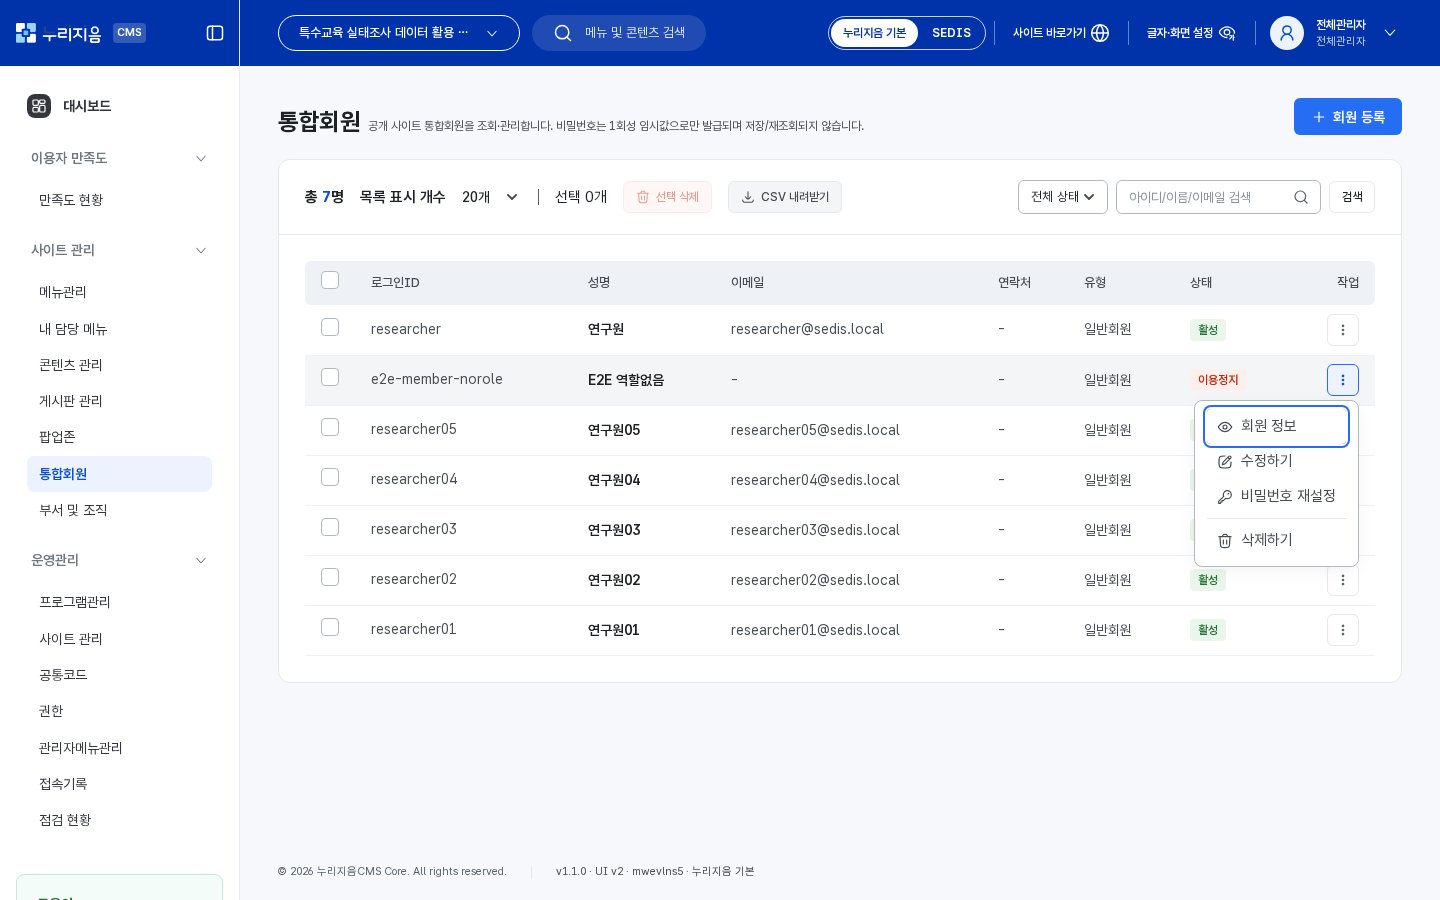 누리지음 CMS
특수교육 실태조사 데이터 활용 ···
메뉴 및 콘텐츠 검색
누리지음 기본 SEDIS
사이트 바로가기
글자·화면 설정
전체관리자
전체관리자
대시보드
이용자 만족도
만족도 현황
사이트 관리
메뉴관리
내 담당 메뉴
콘텐츠 관리
게시판 관리
팝업존
통합회원
부서 및 조직
운영관리
프로그램관리
사이트 관리
공통코드
권한
관리자메뉴관리
접속기록
점검 현황
통합회원 공개 사이트 통합회원을 조회·관리합니다. 비밀번호는 1회성 임시값으로만 발급되며 저장/재조회되지 않습니다.
회원 등록
총 7명 목록 표시 개수 20개 선택 0개 선택 삭제 CSV 내려받기 전체 상태 아이디/이름/이메일 검색 검색
로그인ID 성명 이메일 연락처 유형 상태 작업
researcher 연구원 researcher@sedis.local - 일반회원 활성
e2e-member-norole E2E 역할없음 - - 일반회원 이용정지
researcher05 연구원05 researcher05@sedis.local - 일반회원
researcher04 연구원04 researcher04@sedis.local - 일반회원
researcher03 연구원03 researcher03@sedis.local - 일반회원
researcher02 연구원02 researcher02@sedis.local - 일반회원 활성
researcher01 연구원01 researcher01@sedis.local - 일반회원 활성
회원 정보
수정하기
비밀번호 재설정
삭제하기
© 2026 누리지음CMS Core. All rights reserved.
v1.1.0 · UI v2 · mwevlns5 · 누리지음 기본